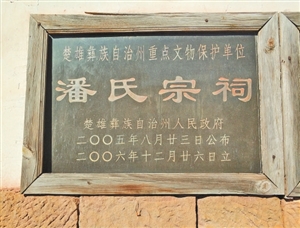 楚雄彝族自治州重点文物保护单位
潘氏宗祠
楚雄彝族自治州人民政府
二〇〇五年八月廿三日公布
二〇〇六年十二月廿六日立